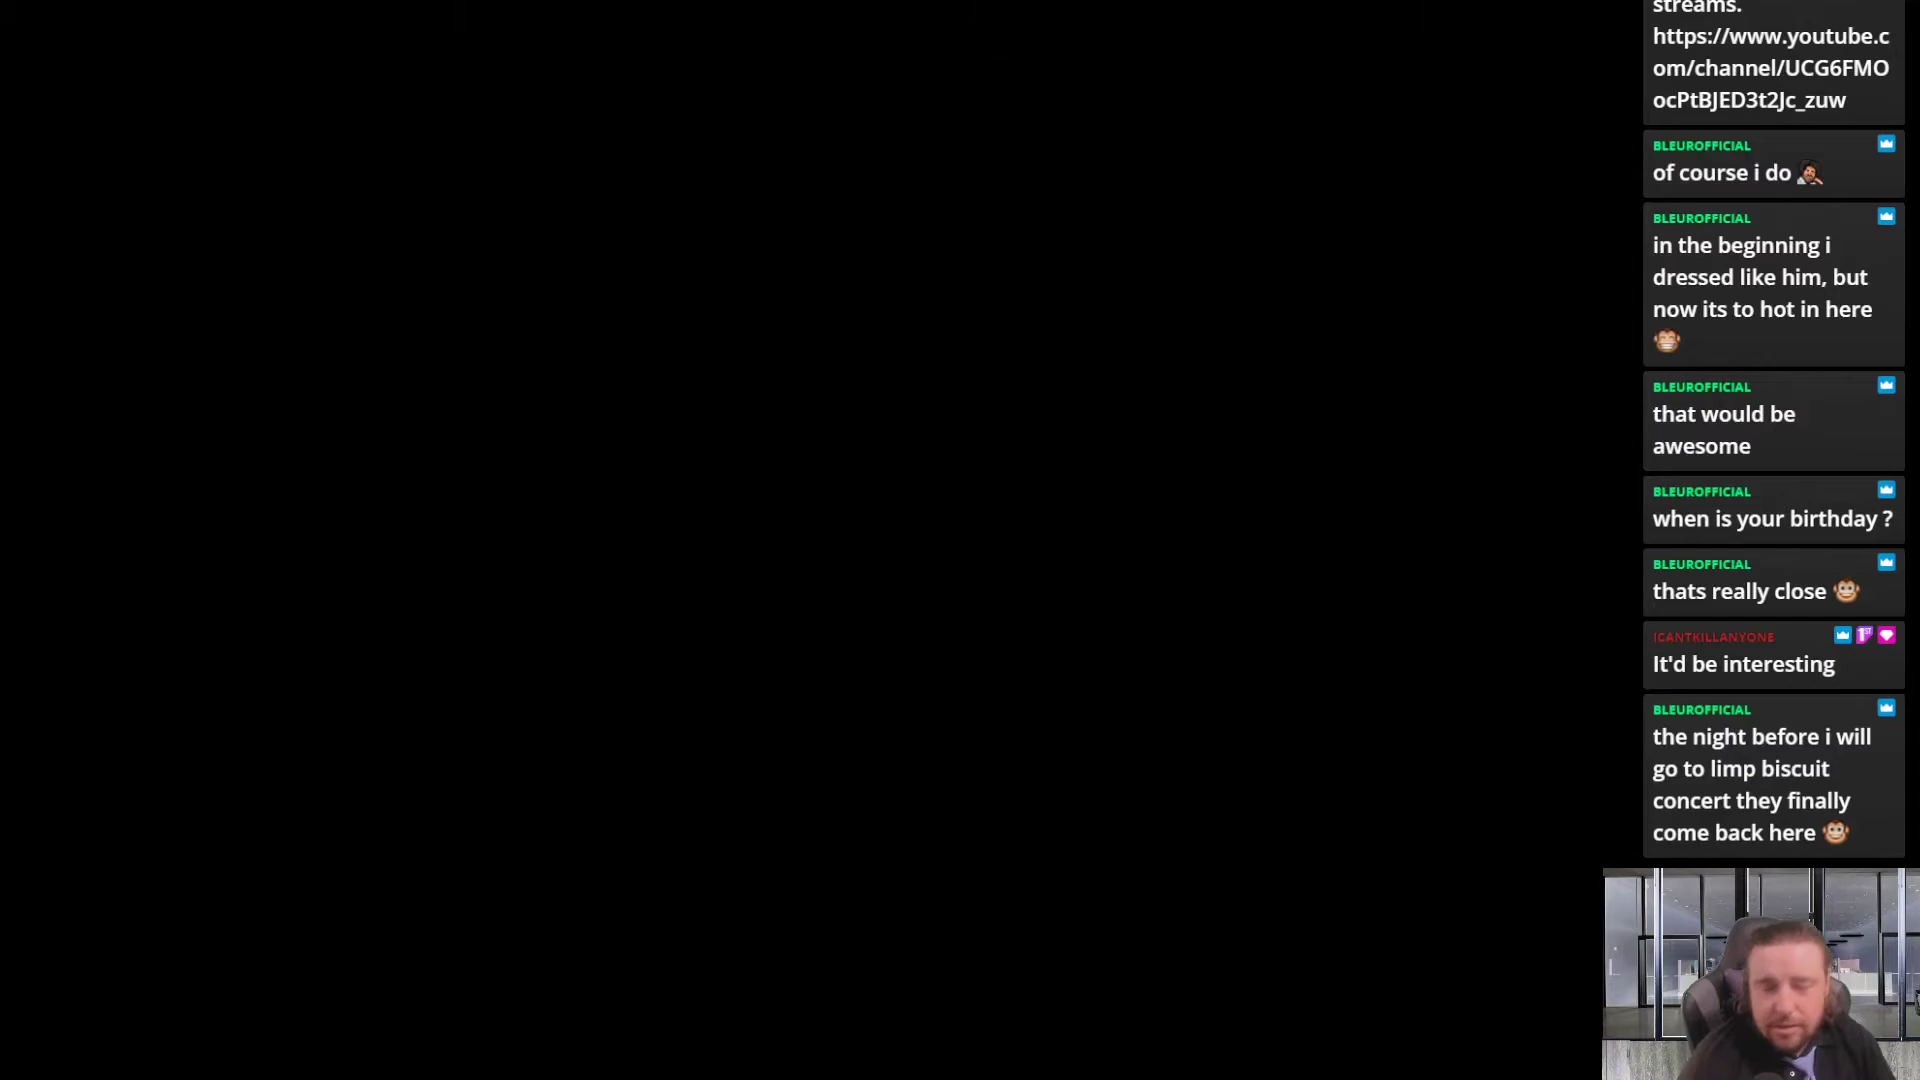 streams.
https://www.youtube.c
om/channel/UCG6FMO
ocPtBJED3t2Jc_zuw
BLEUROFFICIAL
of course i do
BLEUROFFICIAL
in the beginning i
dressed like him, but
now its to hot in here
BLEUROFFICIAL
that would be
awesome
BLEUROFFICIAL
when is your birthday ?
BLEUROFFICIAL
thats really close
ICANTKILLANYONE
It'd be interesting
BLEUROFFICIAL
the night before i will
go to limp biscuit
concert they finally
come back here